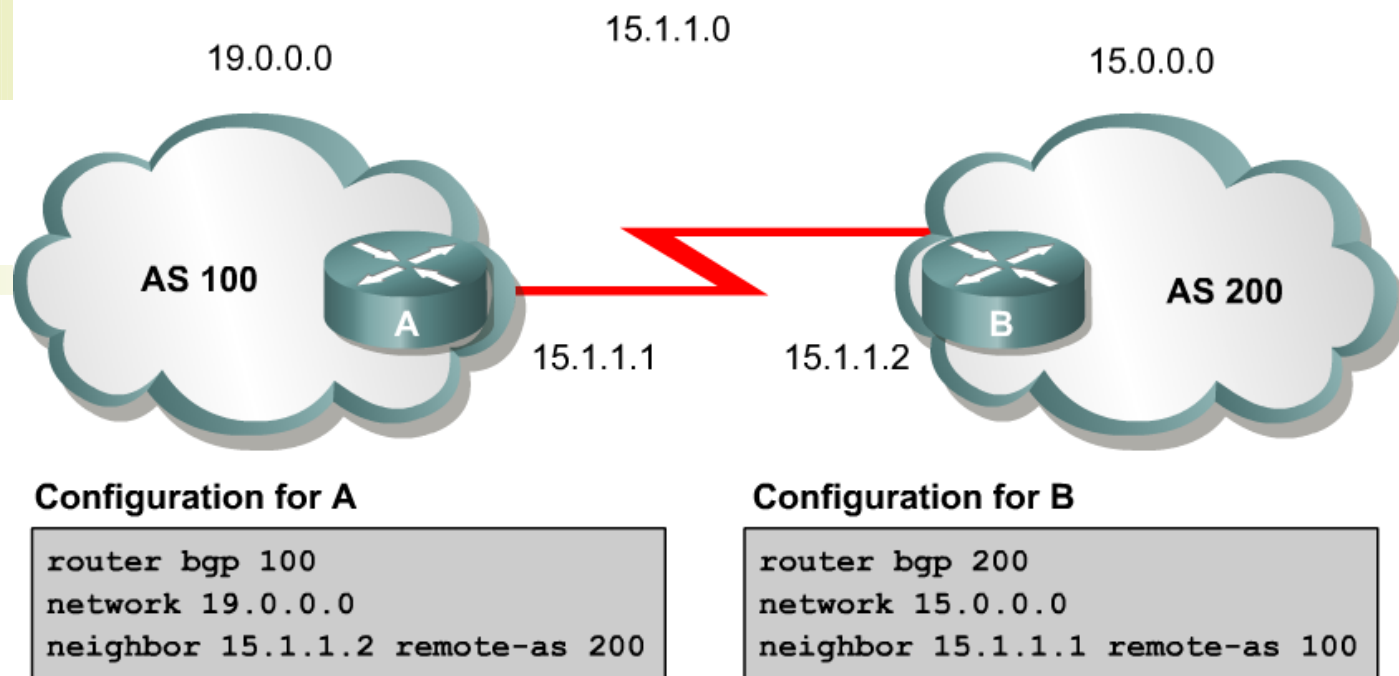 15.1.1.0
19.0.0.0
15.0.0.0
AS 100
A
B
AS 200
15.1.1.1
15.1.1.2
Configuration for A
router bgp 100
network 19.0.0.0
neighbor 15.1.1.2 remote-as 200
Configuration for B
router bgp 200
network 15.0.0.0
neighbor 15.1.1.1 remote-as 100